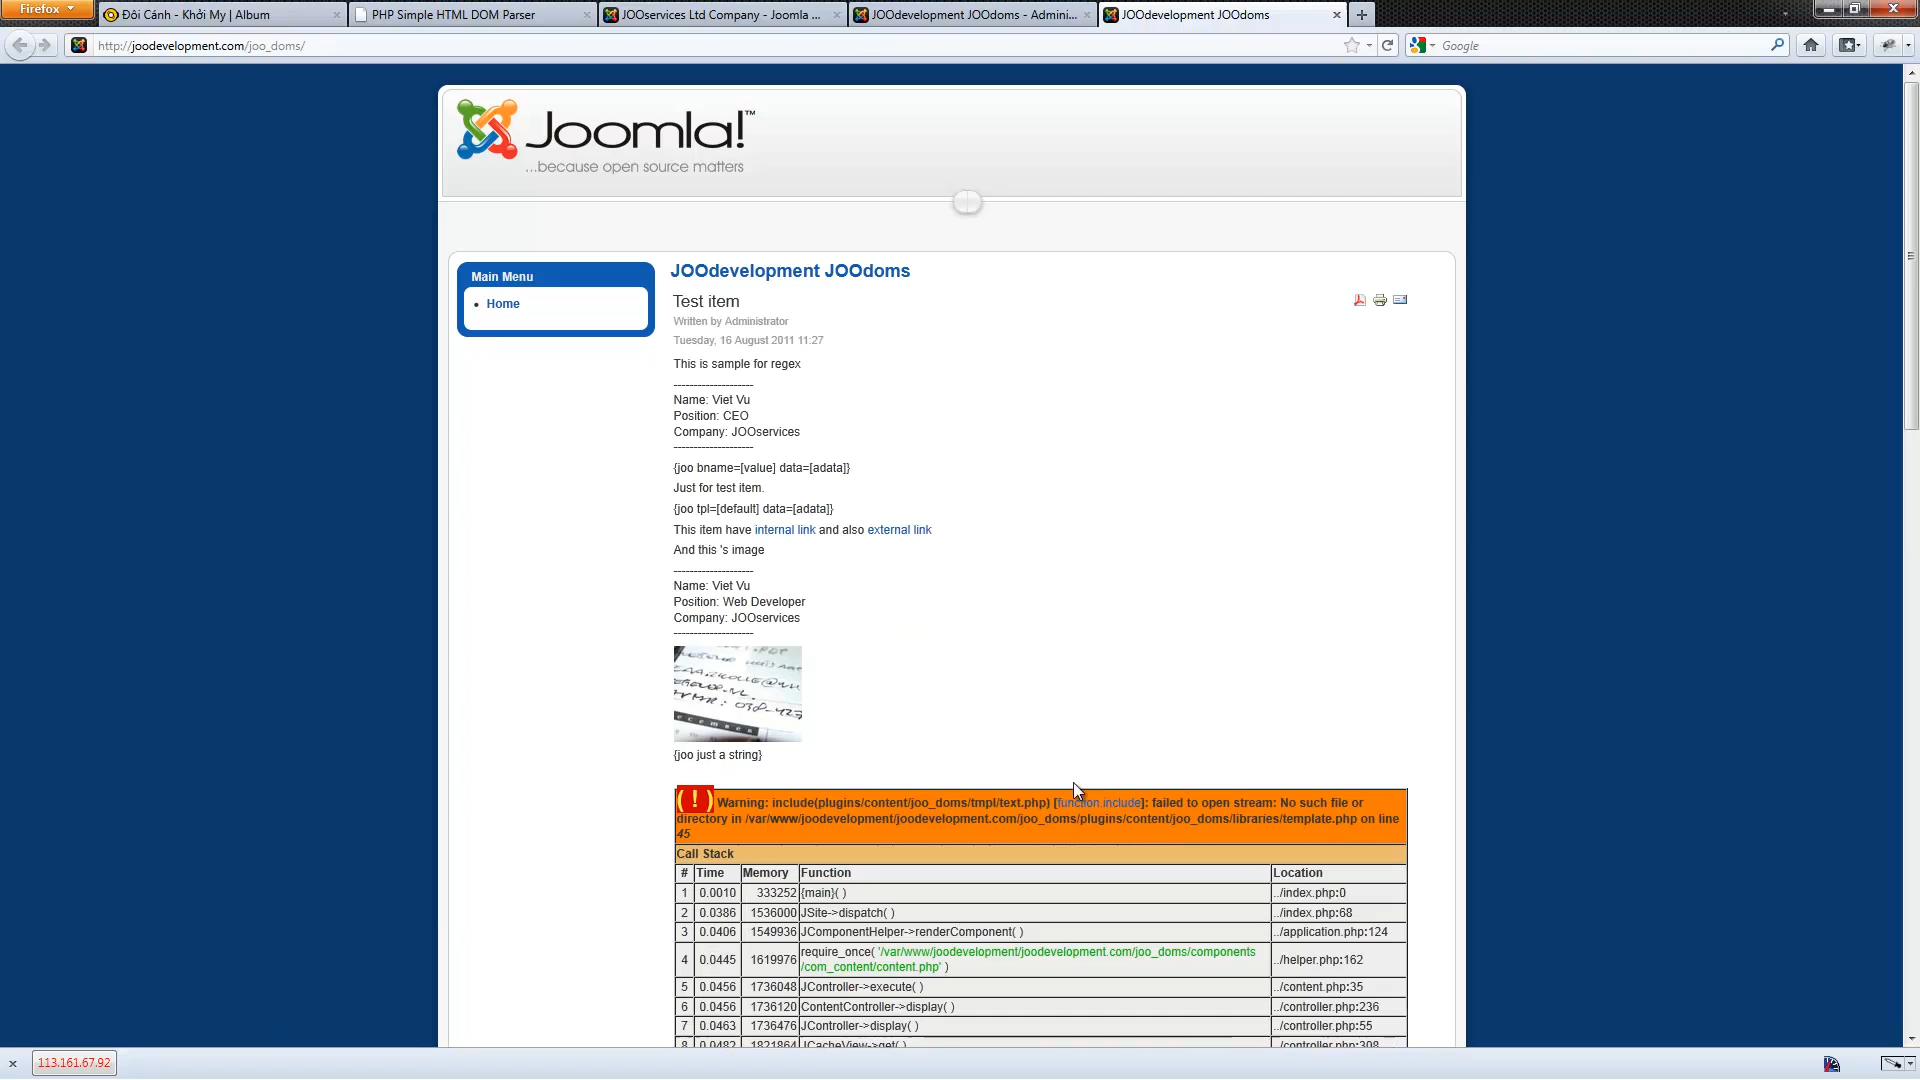 Firefox
Đôi Cánh - Khởi My | Album
PHP Simple HTML DOM Parser
JOOservices Ltd Company - Joomla ...
JOOdevelopment JOOdoms - Admini...
JOOdevelopment JOOdoms
http://joodevelopment.com/joo_doms/
Google
Joomla!™
...because open source matters
Main Menu
Home
JOOdevelopment JOOdoms
Test item
Written by Administrator
Tuesday, 16 August 2011 11:27
This is sample for regex
--------------------
Name: Viet Vu
Position: CEO
Company: JOOservices
--------------------
{joo bname=[value] data=[adata]}
Just for test item.
{joo tpl=[default] data=[adata]}
This item have internal link and also external link
And this 's image
--------------------
Name: Viet Vu
Position: Web Developer
Company: JOOservices
--------------------
{joo just a string}
( ! ) Warning: include(plugins/content/joo_doms/tmpl/text.php) [function.include]: failed to open stream: No such file or
directory in /var/www/joodevelopment/joodevelopment.com/joo_doms/plugins/content/joo_doms/libraries/template.php on line
45
Call Stack
# Time Memory Function Location
1 0.0010 333252 {main}( ) ../index.php:0
2 0.0386 1536000 JSite->dispatch( ) ../index.php:68
3 0.0406 1549936 JComponentHelper->renderComponent( ) ../application.php:124
4 0.0445 1619976 require_once( '/var/www/joodevelopment/joodevelopment.com/joo_doms/components
/com_content/content.php' ) ../helper.php:162
5 0.0456 1736048 JController->execute( ) ../content.php:35
6 0.0456 1736120 ContentController->display( ) ../controller.php:236
7 0.0463 1736476 JController->display( ) ../controller.php:55
8 0.0482 1821864 JCacheView->get( ) ../controller.php:308
113.161.67.92